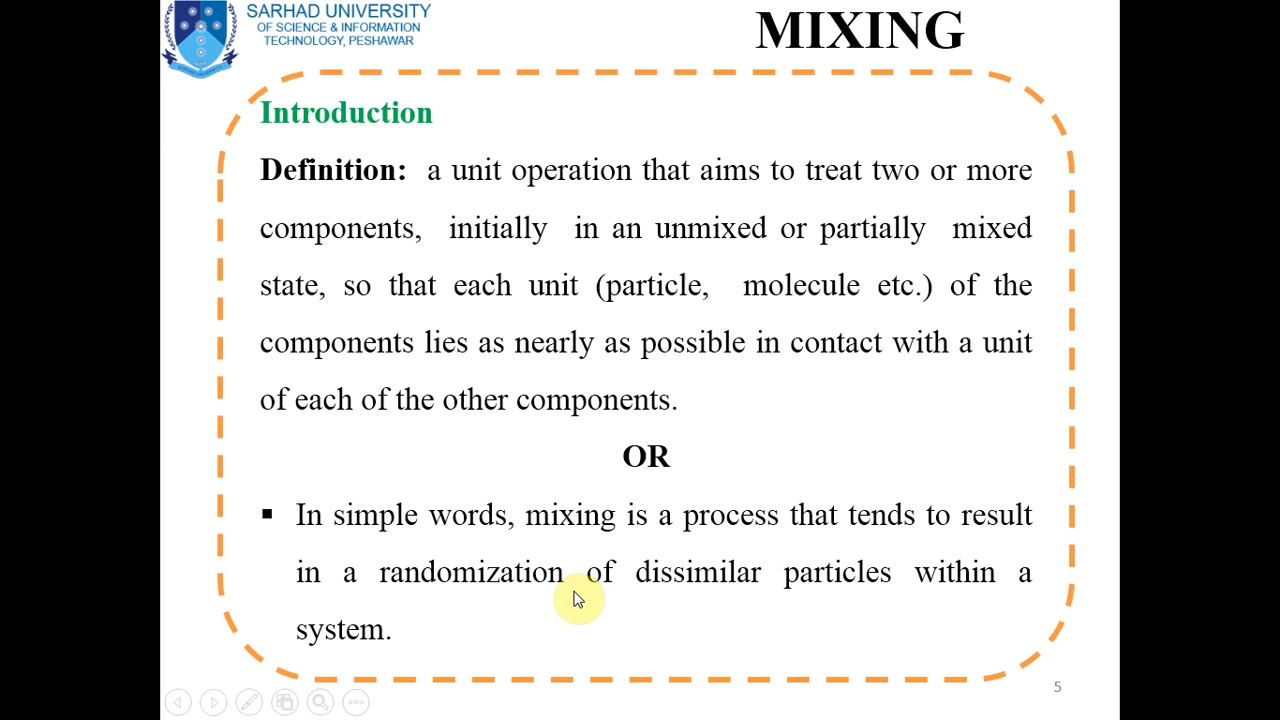 SARHAD UNIVERSITY
OF SCIENCE & INFORMATION
TECHNOLOGY, PESHAWAR
MIXING
Introduction
Definition: a unit operation that aims to treat two or more
components, initially in an unmixed or partially mixed
state, so that each unit (particle, molecule etc.) of the
components lies as nearly as possible in contact with a unit
of each of the other components.
OR
▪ In simple words, mixing is a process that tends to result
in a randomization of dissimilar particles within a
system.
5